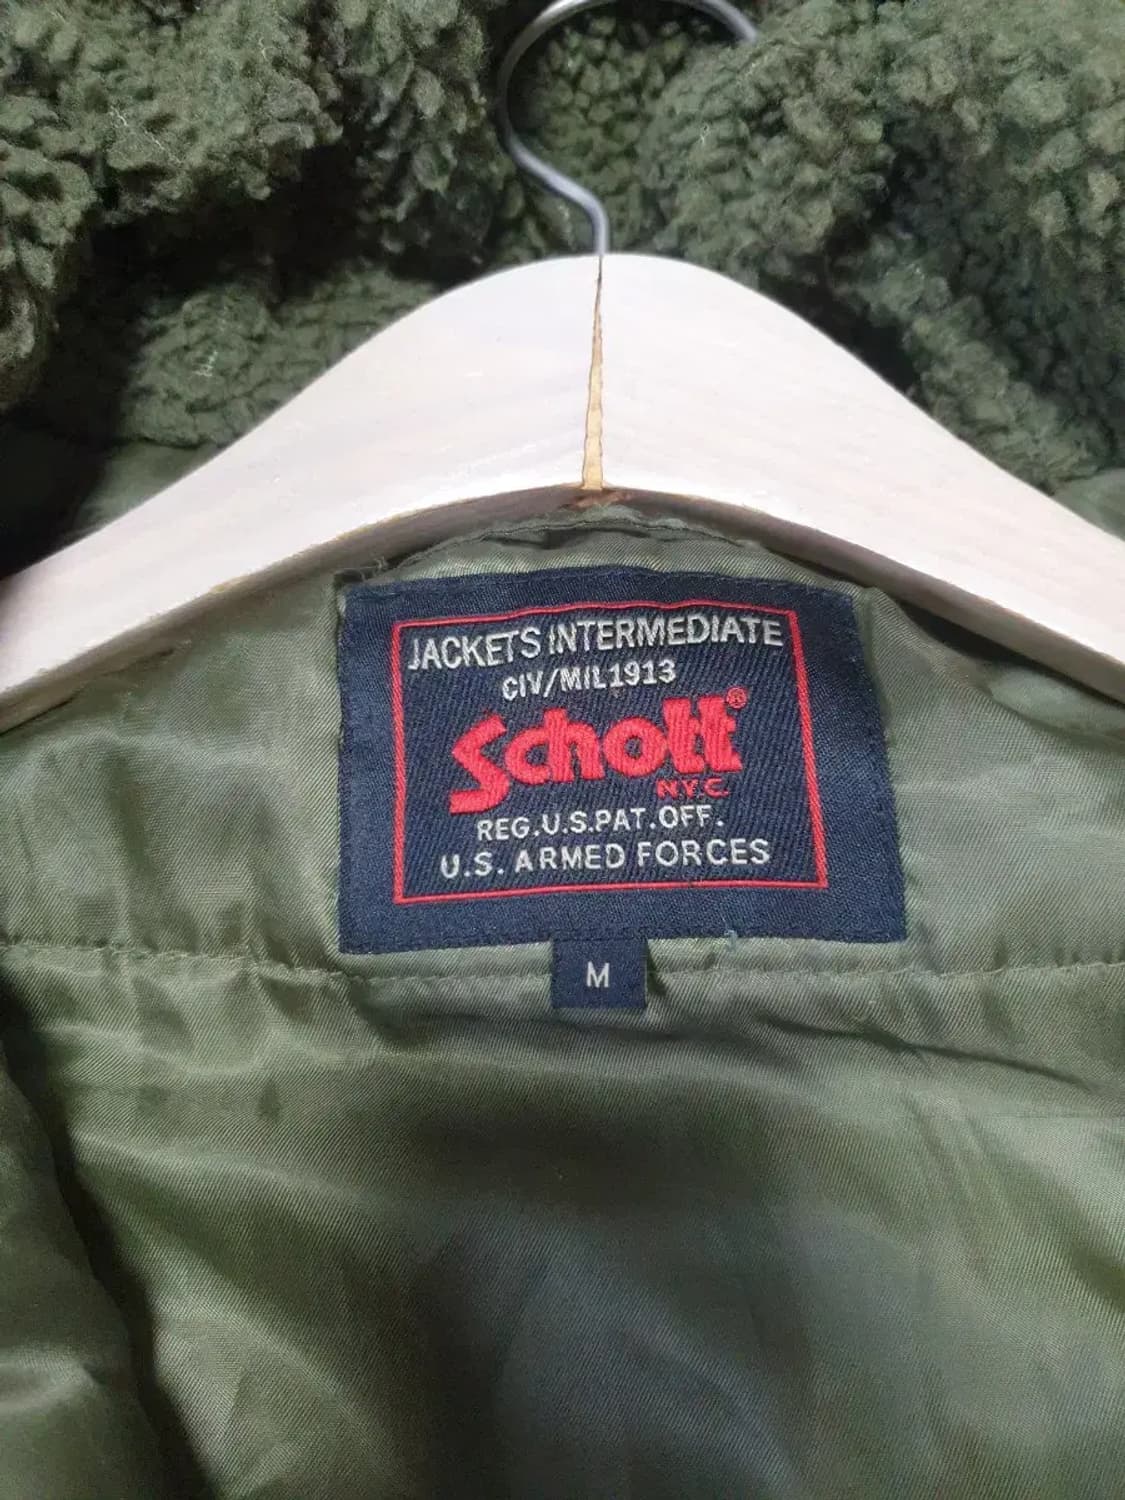 JACKETS INTERMEDIATE
CIV/MIL1913
Schott®
N.Y.C.
REG.U.S.PAT.OFF.
U.S. ARMED FORCES
M